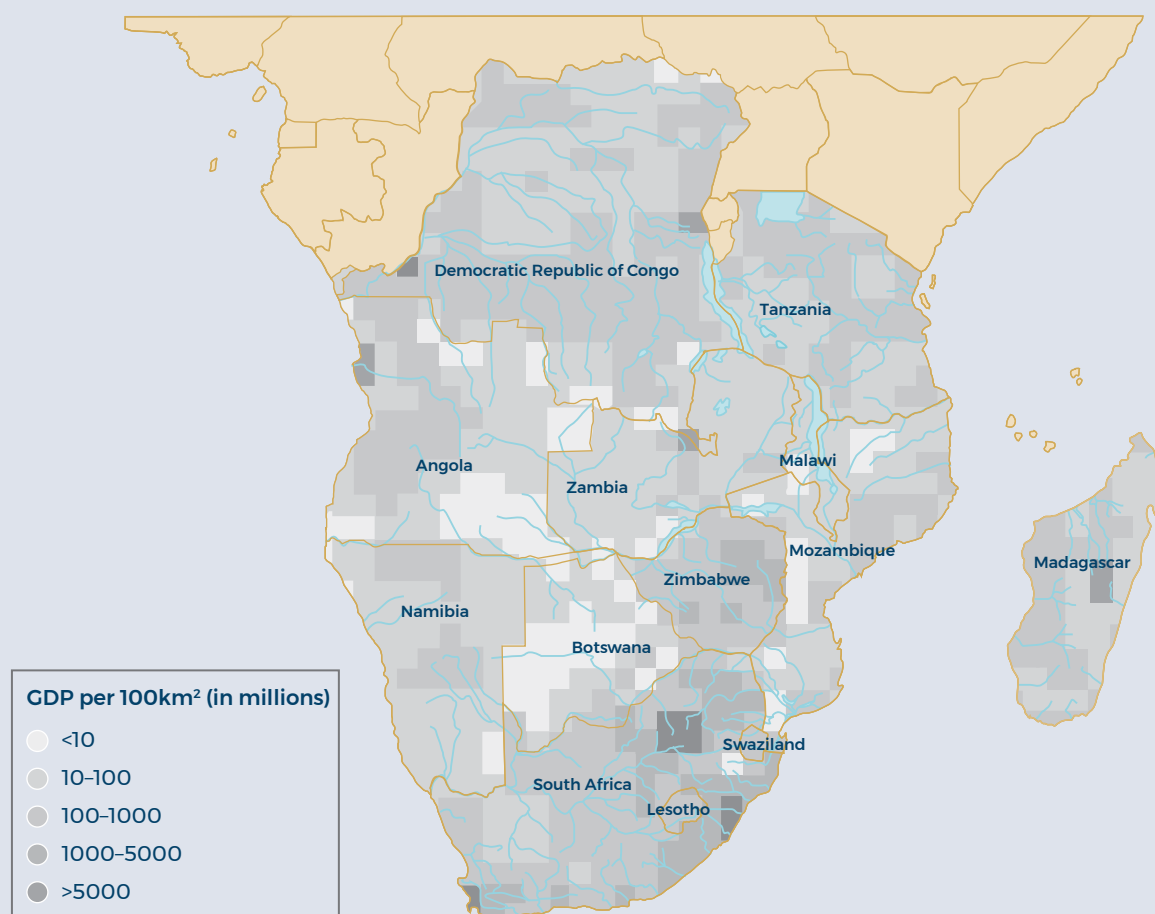 Democratic Republic of Congo
Tanzania
Angola
Zambia
Malawi
Mozambique
Zimbabwe
Madagascar
Namibia
Botswana
Swaziland
South Africa
Lesotho
GDP per 100km² (in millions)
<10
10–100
100–1000
1000–5000
>5000